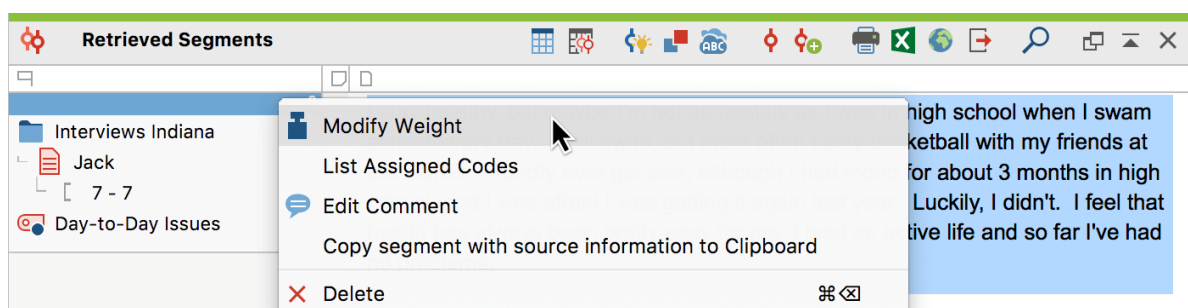 Retrieved Segments
ABC
high school when I swam
Modify Weight
Interviews Indiana
ketball with my friends at
Jack
List Assigned Codes
for about 3 months in high
7 - 7
Edit Comment
Luckily, I didn't. I feel that
Day-to-Day Issues
tive life and so far I've had
Copy segment with source information to Clipboard
Delete ⌘⌫